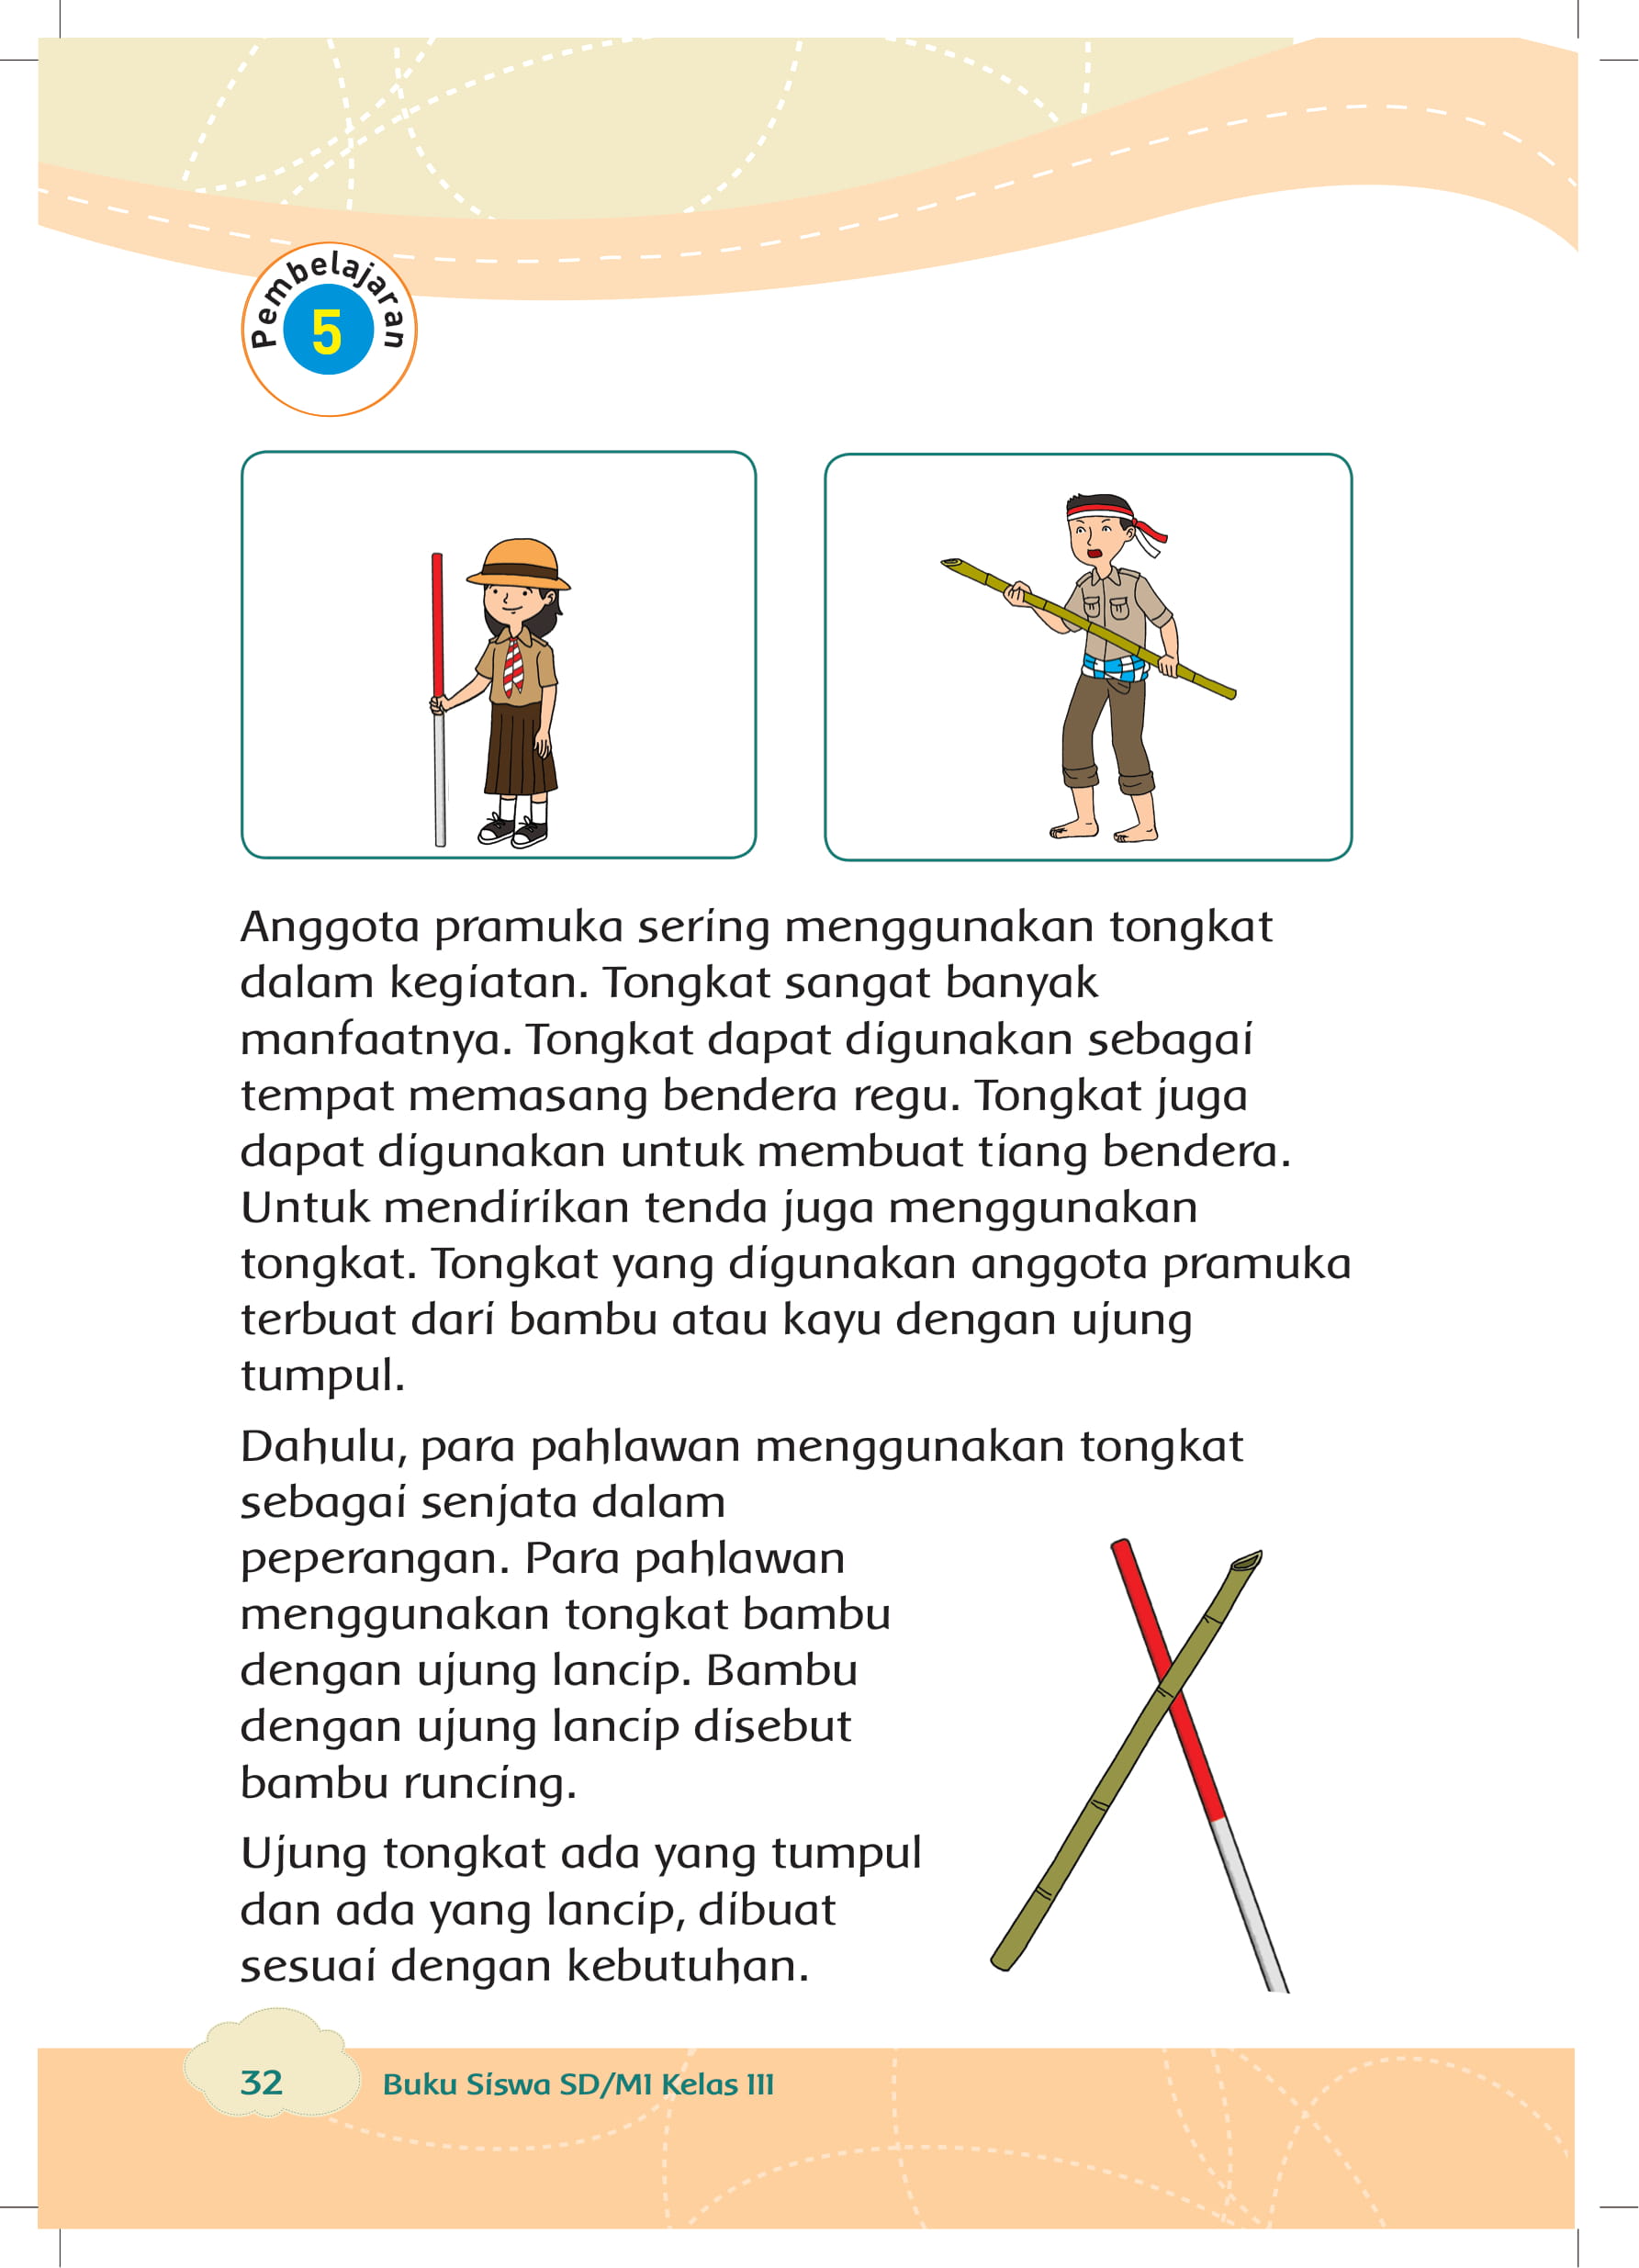 Pembelajaran
5
Anggota pramuka sering menggunakan tongkat
dalam kegiatan. Tongkat sangat banyak
manfaatnya. Tongkat dapat digunakan sebagai
tempat memasang bendera regu. Tongkat juga
dapat digunakan untuk membuat tiang bendera.
Untuk mendirikan tenda juga menggunakan
tongkat. Tongkat yang digunakan anggota pramuka
terbuat dari bambu atau kayu dengan ujung
tumpul.
Dahulu, para pahlawan menggunakan tongkat
sebagai senjata dalam
peperangan. Para pahlawan
menggunakan tongkat bambu
dengan ujung lancip. Bambu
dengan ujung lancip disebut
bambu runcing.
Ujung tongkat ada yang tumpul
dan ada yang lancip, dibuat
sesuai dengan kebutuhan.
32
Buku Siswa SD/MI Kelas III